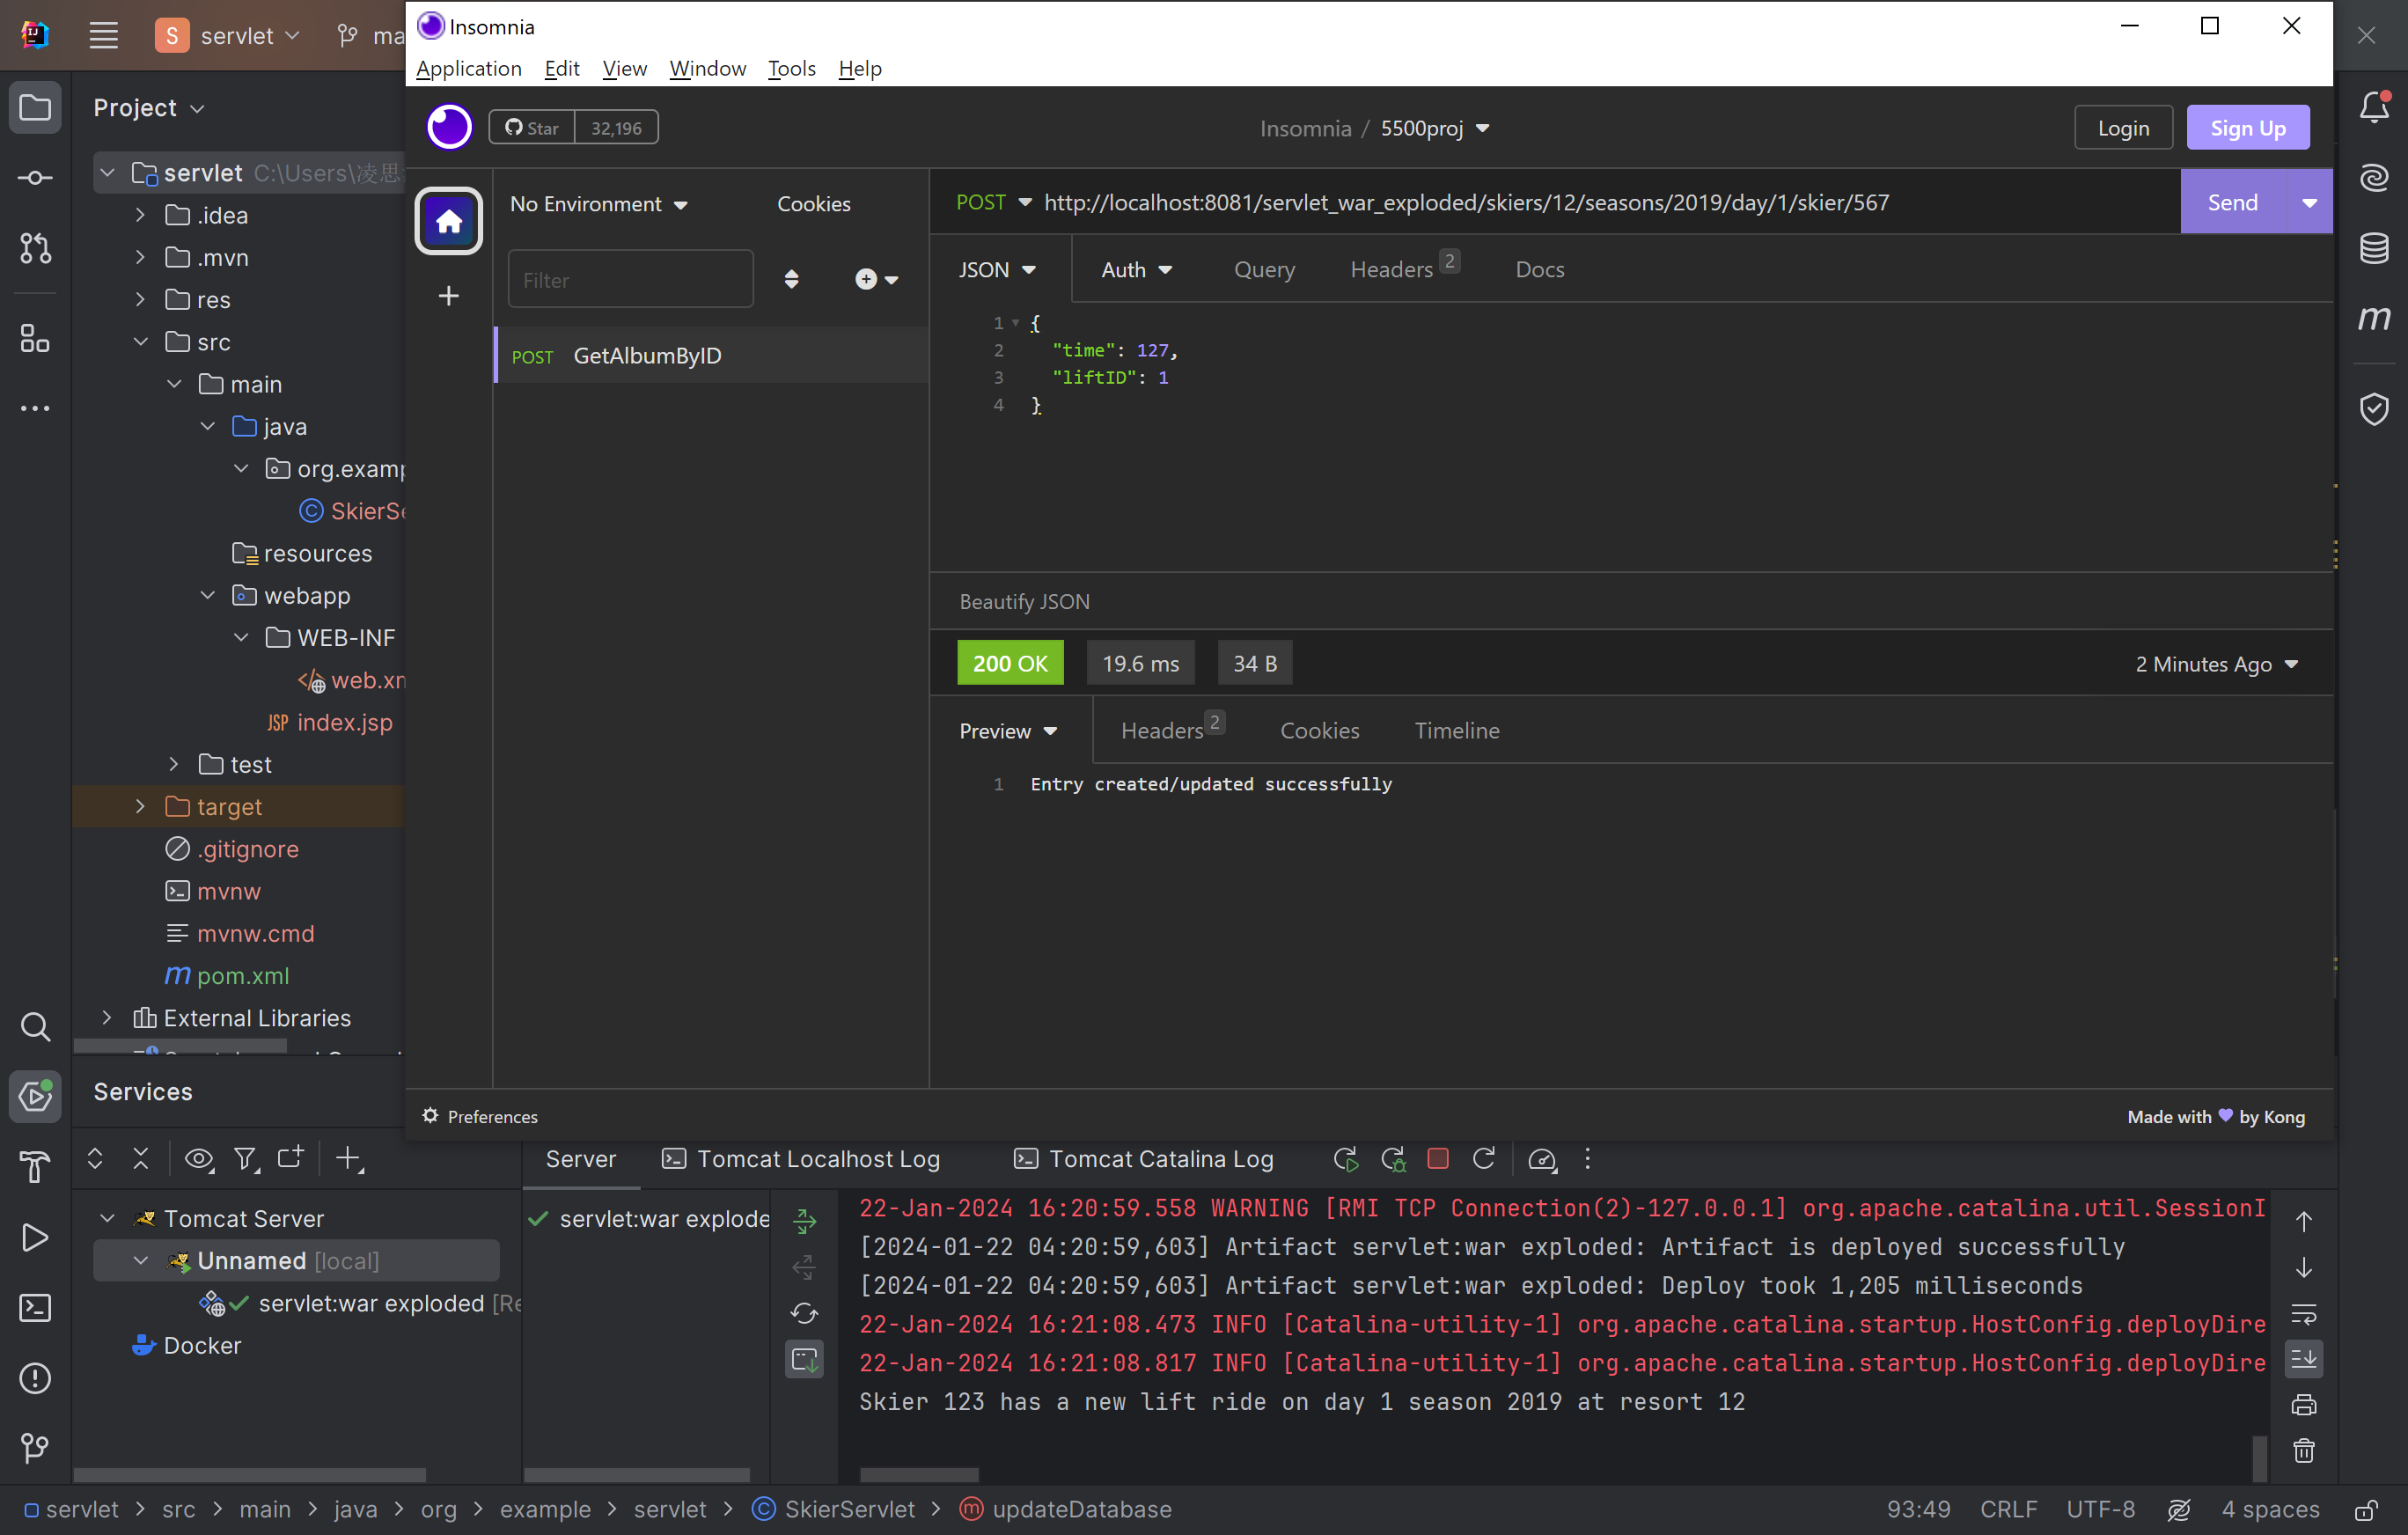 servlet
ma
Insomnia
Application Edit View Window Tools Help
Star 32,196
Insomnia / 5500proj
Login
Sign Up
Project
servlet C:\Users\凌思
.idea
.mvn
res
src
main
java
org.examp
SkierSe
resources
webapp
WEB-INF
web.xm
index.jsp
test
target
.gitignore
mvnw
mvnw.cmd
pom.xml
External Libraries
No Environment
Cookies
Filter
POST GetAlbumByID
POST http://localhost:8081/servlet_war_exploded/skiers/12/seasons/2019/day/1/skier/567
Send
JSON Auth Query Headers 2 Docs
1 {
2 "time": 127,
3 "liftID": 1
4 }
Beautify JSON
200 OK 19.6 ms 34 B 2 Minutes Ago
Preview Headers 2 Cookies Timeline
1 Entry created/updated successfully
Preferences
Made with by Kong
Services
Server Tomcat Localhost Log Tomcat Catalina Log
Tomcat Server
Unnamed [local]
servlet:war exploded [Re
Docker
servlet:war explode
22-Jan-2024 16:20:59.558 WARNING [RMI TCP Connection(2)-127.0.0.1] org.apache.catalina.util.SessionI
[2024-01-22 04:20:59,603] Artifact servlet:war exploded: Artifact is deployed successfully
[2024-01-22 04:20:59,603] Artifact servlet:war exploded: Deploy took 1,205 milliseconds
22-Jan-2024 16:21:08.473 INFO [Catalina-utility-1] org.apache.catalina.startup.HostConfig.deployDire
22-Jan-2024 16:21:08.817 INFO [Catalina-utility-1] org.apache.catalina.startup.HostConfig.deployDire
Skier 123 has a new lift ride on day 1 season 2019 at resort 12
servlet > src > main > java > org > example > servlet > SkierServlet > updateDatabase
93:49 CRLF UTF-8 4 spaces